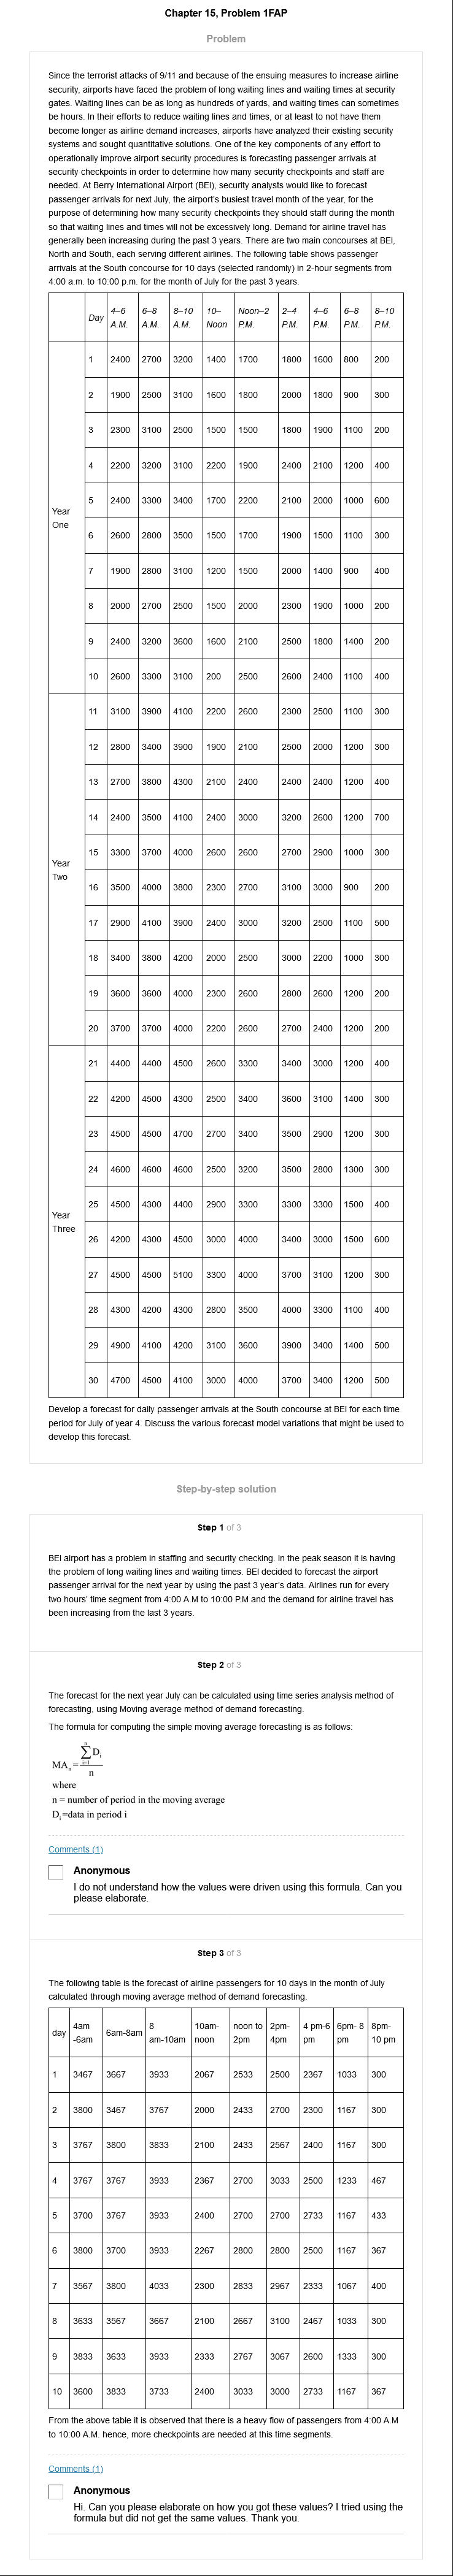 Chapter 15, Problem 1FAP
Problem
Since the terrorist attacks of 9/11 and because of the ensuing measures to increase airline
security, airports have faced the problem of long waiting lines and waiting times at security
gates. Waiting lines can be as long as hundreds of yards, and waiting times can sometimes
be hours. In their efforts to reduce waiting lines and times, or at least to not have them
become longer as airline demand increases, airports have analyzed their existing security
systems and sought quantitative solutions. One of the key components of any effort to
operationally improve airport security procedures is forecasting passenger arrivals at
security checkpoints in order to determine how many security checkpoints and staff are
needed. At Berry International Airport (BEI), security analysts would like to forecast
passenger arrivals for next July, the airport's busiest travel month of the year, for the
purpose of determining how many security checkpoints they should staff during the month
so that waiting lines and times will not be excessively long. Demand for airline travel has
generally been increasing during the past 3 years. There are two main concourses at BEI,
North and South, each serving different airlines. The following table shows passenger
arrivals at the South concourse for 10 days (selected randomly) in 2-hour segments from
4:00 a.m. to 10:00 p.m. for the month of July for the past 3 years.
Day 4–6 A.M. 6–8 A.M. 8–10 A.M. 10–Noon Noon–2 P.M. 2–4 P.M. 4–6 P.M. 6–8 P.M. 8–10 P.M.
Year One
1 2400 2700 3200 1400 1700 1800 1600 800 200
2 1900 2500 3100 1600 1800 2000 1800 900 300
3 2300 3100 2500 1500 1500 1800 1900 1100 200
4 2200 3200 3100 2200 1900 2400 2100 1200 400
5 2400 3300 3400 1700 2200 2100 2000 1000 600
6 2600 2800 3500 1500 1700 1900 1500 1100 300
7 1900 2800 3100 1200 1500 2000 1400 900 400
8 2000 2700 2500 1500 2000 2300 1900 1000 200
9 2400 3200 3600 1600 2100 2500 1800 1400 200
10 2600 3300 3100 200 2500 2600 2400 1100 400
Year Two
11 3100 3900 4100 2200 2600 2300 2500 1100 300
12 2800 3400 3900 1900 2100 2500 2000 1200 300
13 2700 3800 4300 2100 2400 2400 2400 1200 400
14 2400 3500 4100 2400 3000 3200 2600 1200 700
15 3300 3700 4000 2600 2600 2700 2900 1000 300
16 3500 4000 3800 2300 2700 3100 3000 900 200
17 2900 4100 3900 2400 3000 3200 2500 1100 500
18 3400 3800 4200 2000 2500 3000 2200 1000 300
19 3600 3600 4000 2300 2600 2800 2600 1200 200
20 3700 3700 4000 2200 2600 2700 2400 1200 200
Year Three
21 4400 4400 4500 2600 3300 3400 3000 1200 400
22 4200 4500 4300 2500 3400 3600 3100 1400 300
23 4500 4500 4700 2700 3400 3500 2900 1200 300
24 4600 4600 4600 2500 3200 3500 2800 1300 300
25 4500 4300 4400 2900 3300 3300 3300 1500 400
26 4200 4300 4500 3000 4000 3400 3000 1500 600
27 4500 4500 5100 3300 4000 3700 3100 1200 300
28 4300 4200 4300 2800 3500 4000 3300 1100 400
29 4900 4100 4200 3100 3600 3900 3400 1400 500
30 4700 4500 4100 3000 4000 3700 3400 1200 500
Develop a forecast for daily passenger arrivals at the South concourse at BEI for each time
period for July of year 4. Discuss the various forecast model variations that might be used to
develop this forecast.
Step-by-step solution
Step 1 of 3
BEI airport has a problem in staffing and security checking. In the peak season it is having
the problem of long waiting lines and waiting times. BEI decided to forecast the airport
passenger arrival for the next year by using the past 3 year's data. Airlines run for every
two hours' time segment from 4:00 A.M to 10:00 P.M and the demand for airline travel has
been increasing from the last 3 years.
Step 2 of 3
The forecast for the next year July can be calculated using time series analysis method of
forecasting, using Moving average method of demand forecasting.
The formula for computing the simple moving average forecasting is as follows:
MAₙ = ∑ⁿᵢ₌₁ Dᵢ / n
where
n = number of period in the moving average
Dᵢ=data in period i
Comments (1)
Anonymous
I do not understand how the values were driven using this formula. Can you
please elaborate.
Step 3 of 3
The following table is the forecast of airline passengers for 10 days in the month of July
calculated through moving average method of demand forecasting.
day 4am -6am 6am-8am 8 am-10am 10am-noon noon to 2pm 2pm-4pm 4 pm-6 pm 6pm- 8 pm 8pm-10 pm
1 3467 3667 3933 2067 2533 2500 2367 1033 300
2 3800 3467 3767 2000 2433 2700 2300 1167 300
3 3767 3800 3833 2100 2433 2567 2400 1167 300
4 3767 3767 3933 2367 2700 3033 2500 1233 467
5 3700 3767 3933 2400 2700 2700 2733 1167 433
6 3800 3700 3933 2267 2800 2800 2500 1167 367
7 3567 3800 4033 2300 2833 2967 2333 1067 400
8 3633 3567 3667 2100 2667 3100 2467 1033 300
9 3833 3633 3933 2333 2767 3067 2600 1333 300
10 3600 3833 3733 2400 3033 3000 2733 1167 367
From the above table it is observed that there is a heavy flow of passengers from 4:00 A.M
to 10:00 A.M. hence, more checkpoints are needed at this time segments.
Comments (1)
Anonymous
Hi. Can you please elaborate on how you got these values? I tried using the
formula but did not get the same values. Thank you.